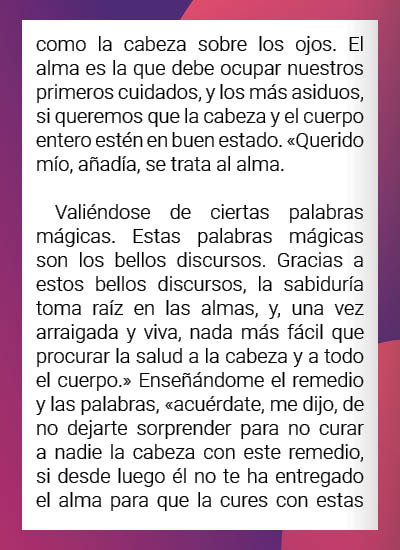 como la cabeza sobre los ojos. El
alma es la que debe ocupar nuestros
primeros cuidados, y los más asiduos,
si queremos que la cabeza y el cuerpo
entero estén en buen estado. «Querido
mío, añadía, se trata al alma.
Valiéndose de ciertas palabras
mágicas. Estas palabras mágicas
son los bellos discursos. Gracias a
estos bellos discursos, la sabiduría
toma raíz en las almas, y, una vez
arraigada y viva, nada más fácil que
procurar la salud a la cabeza y a todo
el cuerpo.» Enseñándome el remedio
y las palabras, «acuérdate, me dijo, de
no dejarte sorprender para no curar
a nadie la cabeza con este remedio,
si desde luego él no te ha entregado
el alma para que la cures con estas